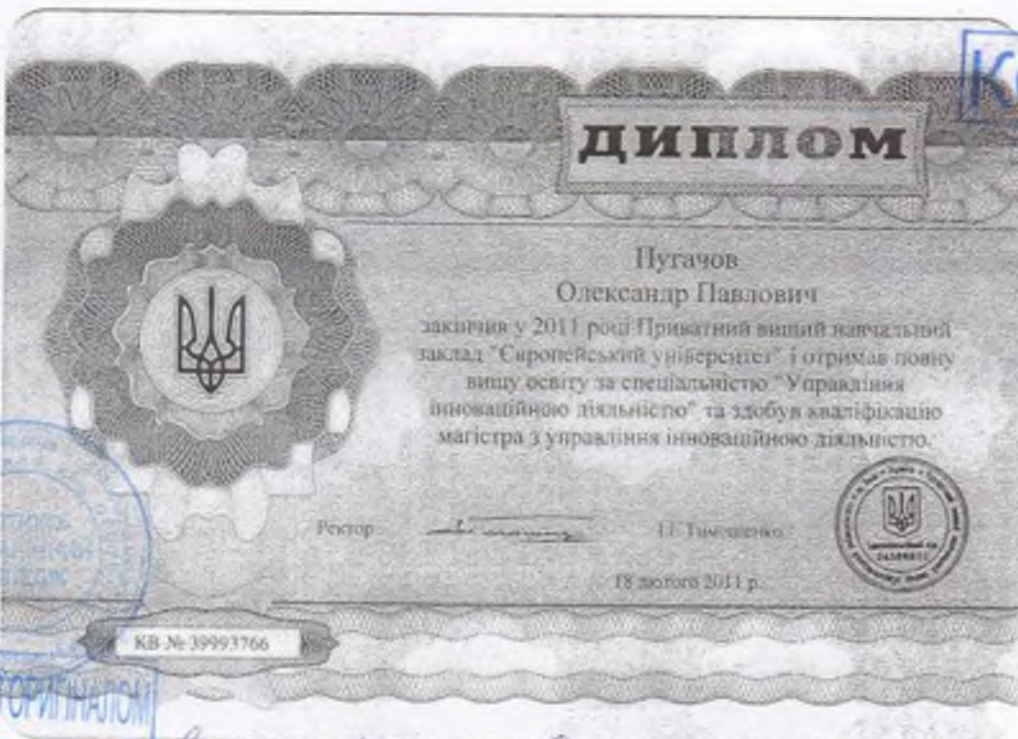 ДИПЛОМ
Пугачов
Олександр Павлович
закінчив у 2011 році Приватний вищий навчальний
заклад "Європейський університет" і отримав повну
вищу освіту за спеціальністю "Управління
інноваційною діяльністю" та здобув кваліфікацію
магістра з управління інноваційною діяльністю.
Ректор І.І. Тимошенко
18 лютого 2011 р.
КВ № 39993766
ОРИГІНАЛОМ